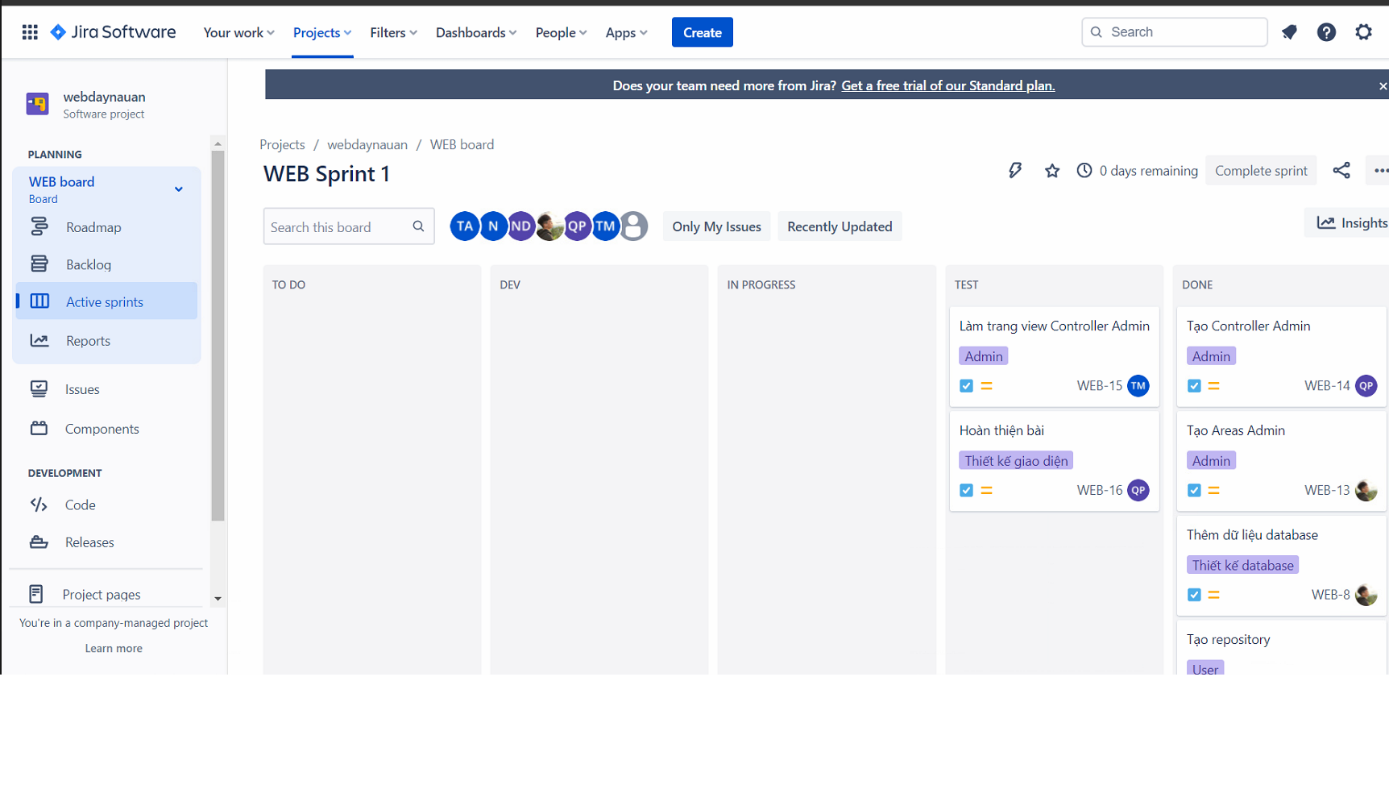 Jira Software
Your work
Projects
Filters
Dashboards
People
Apps
Create
Search
webdaynauan
Software project
Does your team need more from Jira? Get a free trial of our Standard plan.
PLANNING
WEB board
Board
Roadmap
Backlog
Active sprints
Reports
Issues
Components
DEVELOPMENT
Code
Releases
Project pages
You're in a company-managed project
Learn more
Projects / webdaynauan / WEB board
WEB Sprint 1
0 days remaining
Complete sprint
Search this board
TA
N
ND
QP
TM
Only My Issues
Recently Updated
Insights
TO DO
DEV
IN PROGRESS
TEST
Làm trang view Controller Admin
Admin
WEB-15 TM
Hoàn thiện bài
Thiết kế giao diện
WEB-16 QP
DONE
Tạo Controller Admin
Admin
WEB-14 QP
Tạo Areas Admin
Admin
WEB-13
Thêm dữ liệu database
Thiết kế database
WEB-8
Tạo repository
User